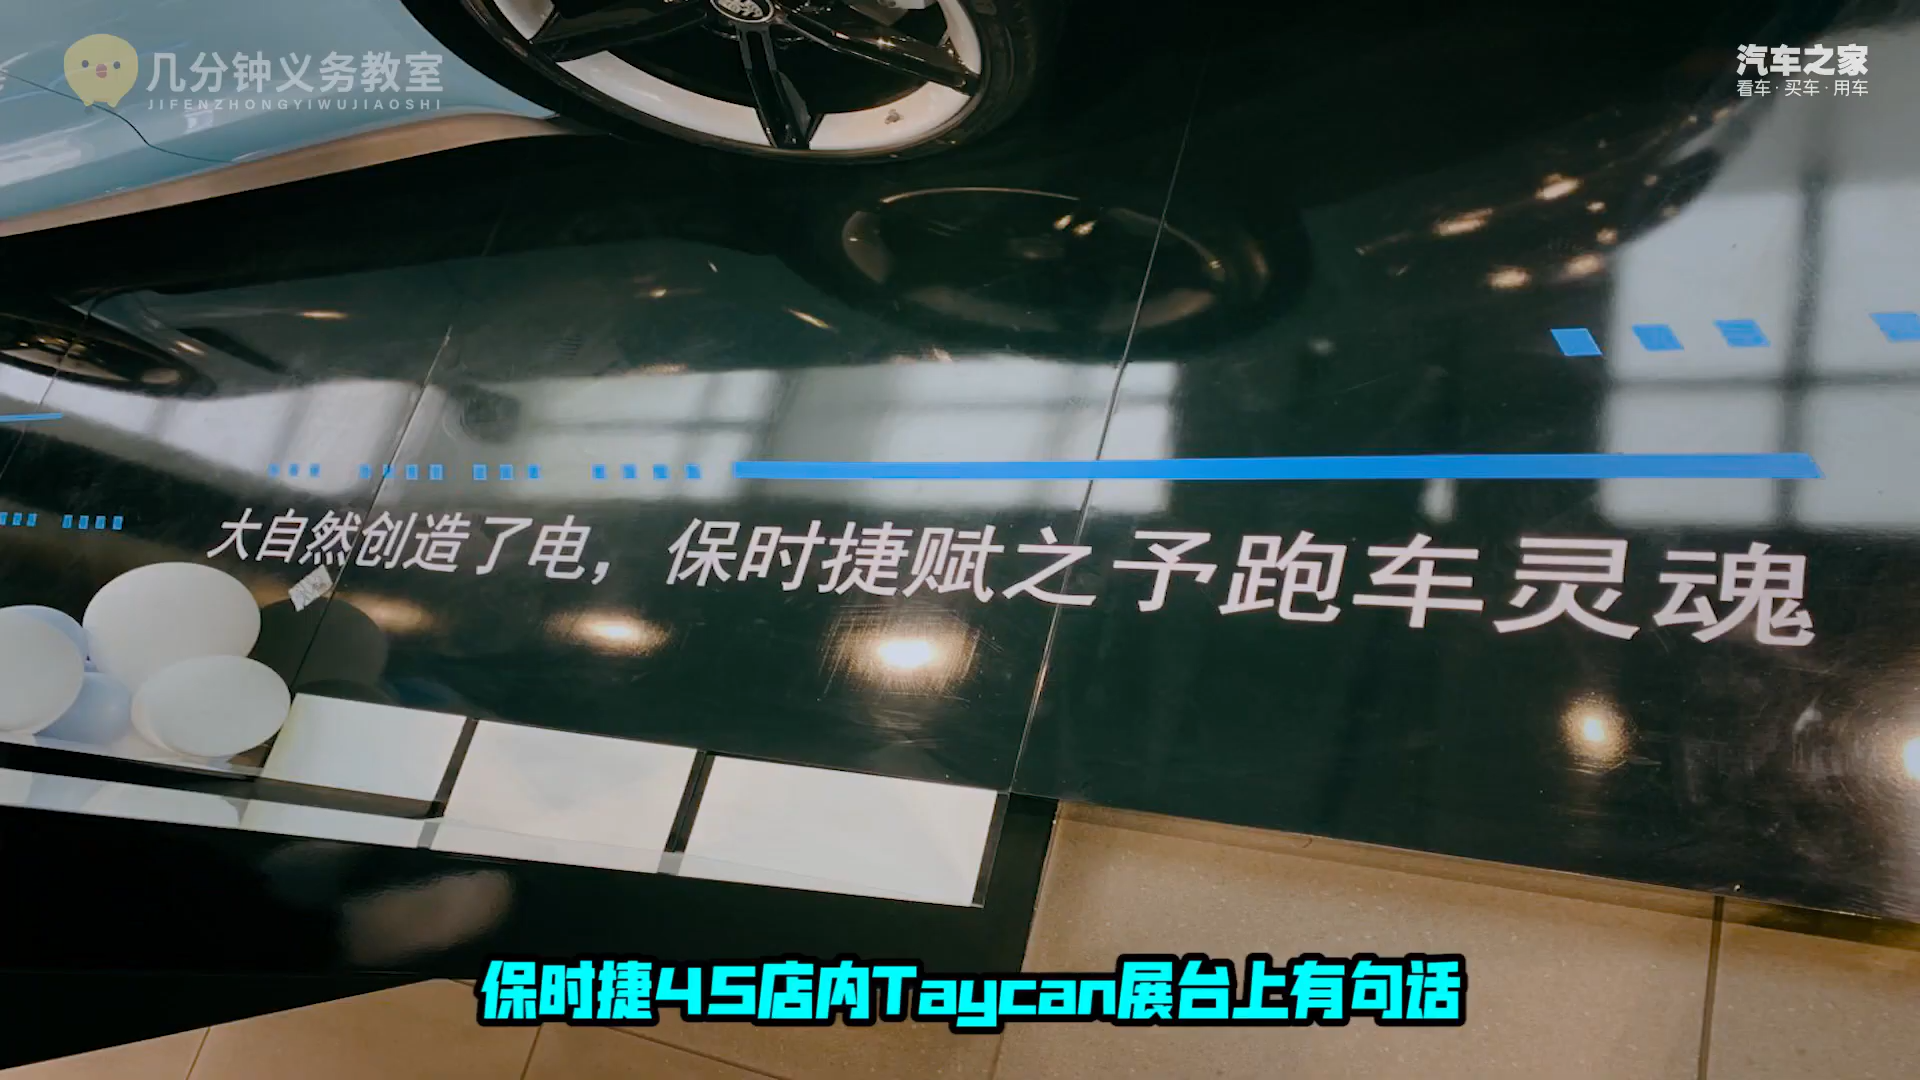 几分钟义务教室
JIFENZHONGYIWUJIAOSHI
汽车之家
看车·买车·用车
大自然创造了电，保时捷赋之予跑车灵魂
保时捷4S店内Taycan展台上有句话